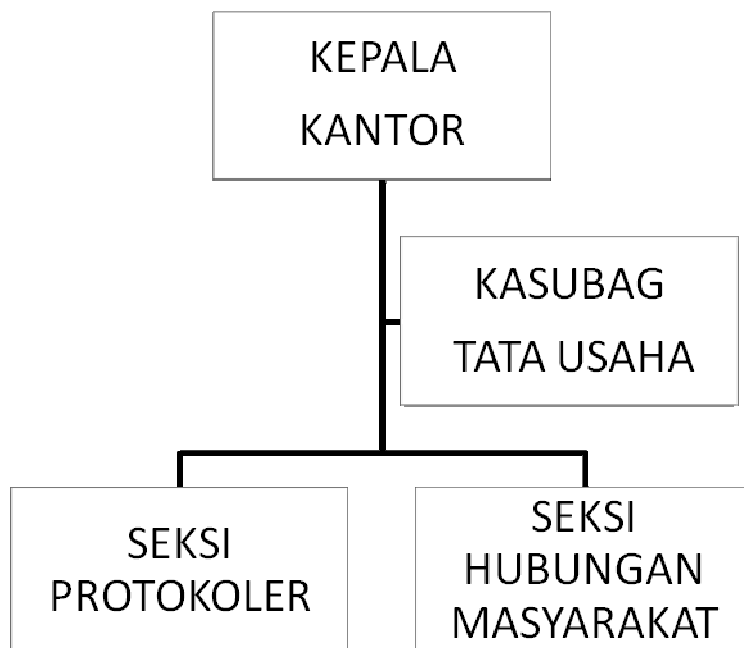 KEPALA
KANTOR
KASUBAG
TATA USAHA
SEKSI
PROTOKOLER
SEKSI
HUBUNGAN
MASYARAKAT